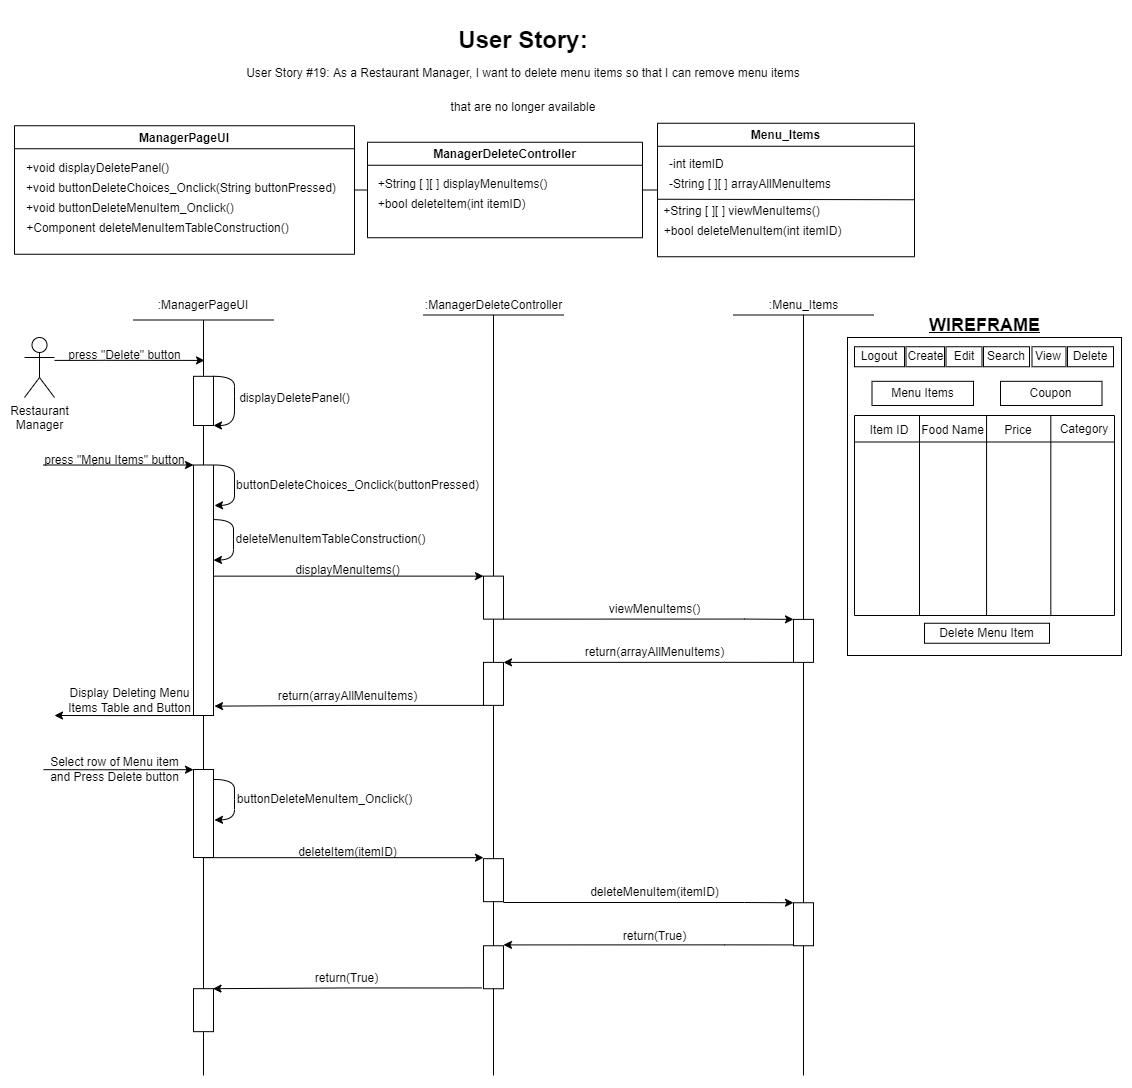 User Story:
User Story #19: As a Restaurant Manager, I want to delete menu items so that I can remove menu items
that are no longer available
ManagerPageUI
+void displayDeletePanel()
+void buttonDeleteChoices_Onclick(String buttonPressed)
+void buttonDeleteMenuItem_Onclick()
+Component deleteMenuItemTableConstruction()
ManagerDeleteController
+String [ ][ ] displayMenuItems()
+bool deleteItem(int itemID)
Menu_Items
-int itemID
-String [ ][ ] arrayAllMenuItems
+String [ ][ ] viewMenuItems()
+bool deleteMenuItem(int itemID)
:ManagerPageUI
:ManagerDeleteController
:Menu_Items
press "Delete" button
Restaurant
Manager
displayDeletePanel()
press "Menu Items" button
buttonDeleteChoices_Onclick(buttonPressed)
deleteMenuItemTableConstruction()
displayMenuItems()
viewMenuItems()
return(arrayAllMenuItems)
return(arrayAllMenuItems)
Display Deleting Menu
Items Table and Button
Select row of Menu item
and Press Delete button
buttonDeleteMenuItem_Onclick()
deleteItem(itemID)
deleteMenuItem(itemID)
return(True)
return(True)
WIREFRAME
Logout Create Edit Search View Delete
Menu Items Coupon
Item ID Food Name Price Category
Delete Menu Item